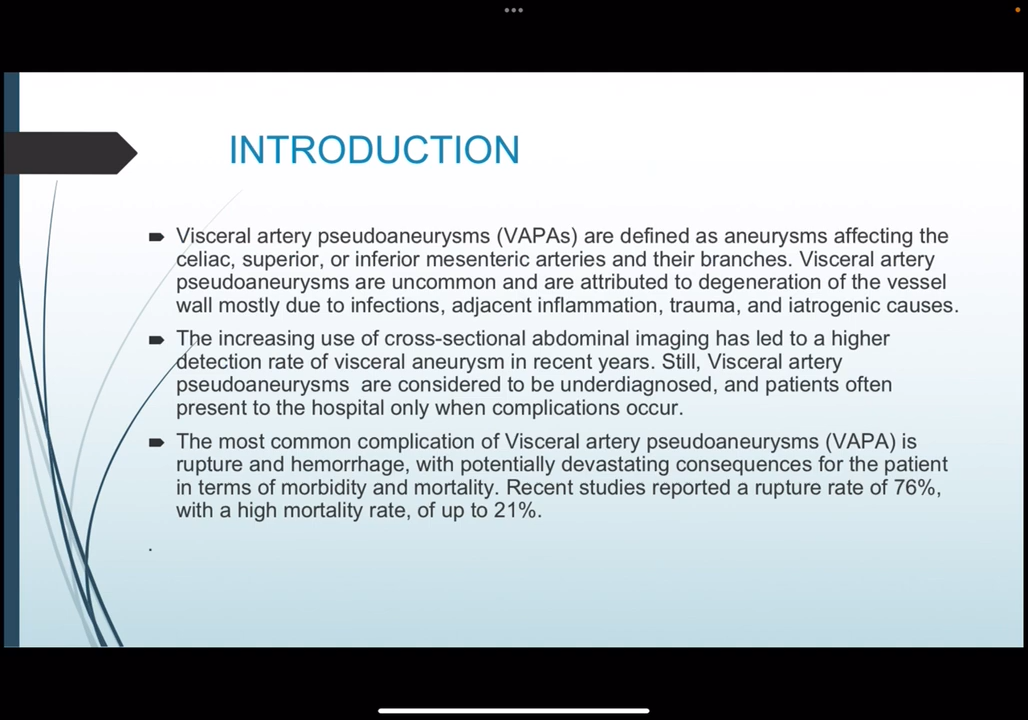 INTRODUCTION
Visceral artery pseudoaneurysms (VAPAs) are defined as aneurysms affecting the
celiac, superior, or inferior mesenteric arteries and their branches. Visceral artery
pseudoaneurysms are uncommon and are attributed to degeneration of the vessel
wall mostly due to infections, adjacent inflammation, trauma, and iatrogenic causes.
The increasing use of cross-sectional abdominal imaging has led to a higher
detection rate of visceral aneurysm in recent years. Still, Visceral artery
pseudoaneurysms  are considered to be underdiagnosed, and patients often
present to the hospital only when complications occur.
The most common complication of Visceral artery pseudoaneurysms (VAPA) is
rupture and hemorrhage, with potentially devastating consequences for the patient
in terms of morbidity and mortality. Recent studies reported a rupture rate of 76%,
with a high mortality rate, of up to 21%.
.